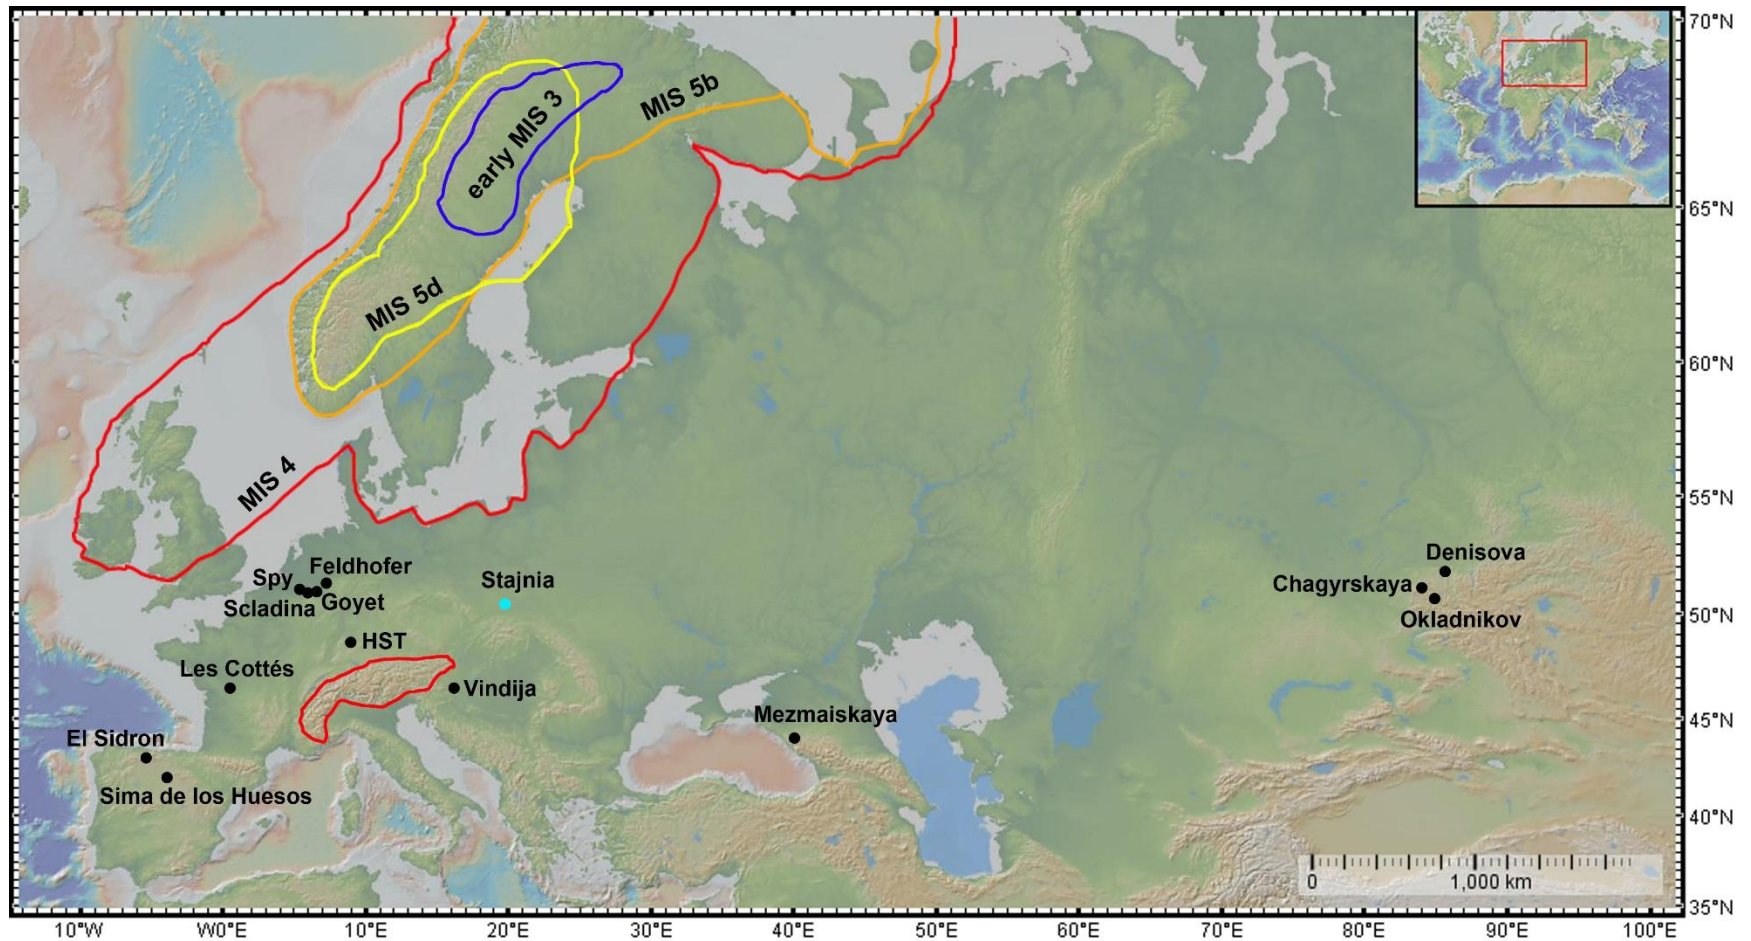 70°N
MIS 5b
early MIS 3
65°N
MIS 5d
60°N
MIS 4
55°N
Denisova
Feldhofer
Spy
Stajnia
Chagyrskaya
Scladina
Goyet
Okladnikov
50°N
HST
Les Cottés
Vindija
Mezmaiskaya
45°N
El Sidron
Sima de los Huesos
40°N
0
1,000 km
35°N
10°W
W0°E
10°E
20°E
30°E
40°E
50°E
60°E
70°E
80°E
90°E
100°E